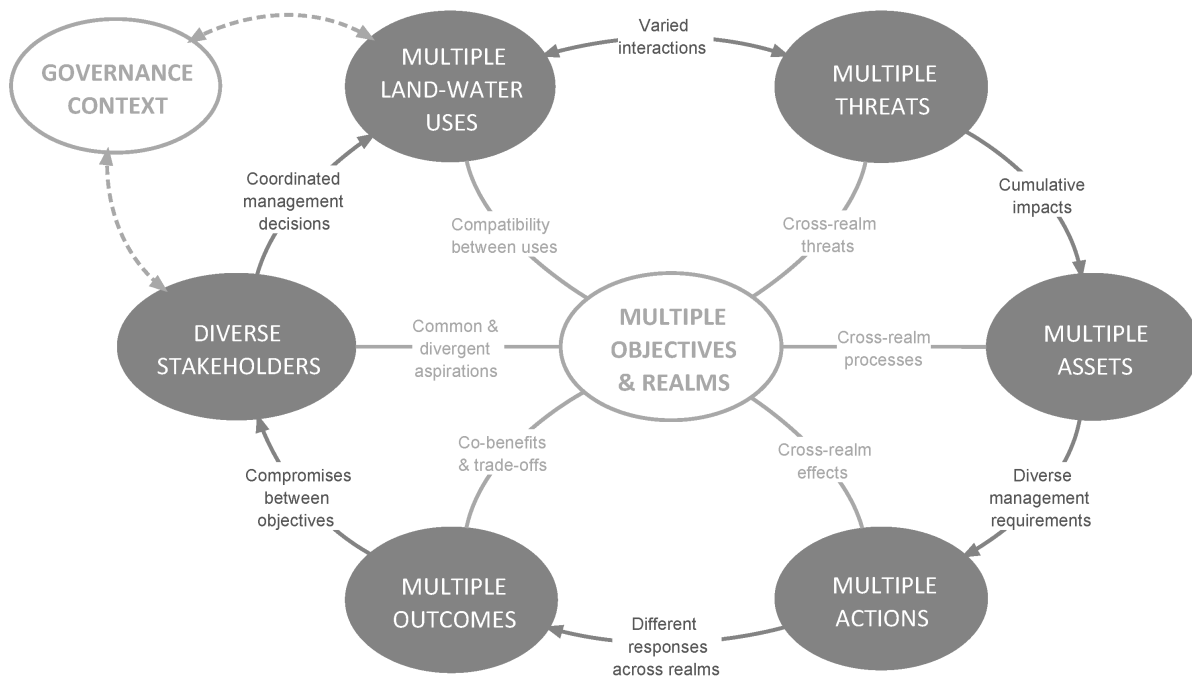 GOVERNANCE
CONTEXT
MULTIPLE
LAND-WATER
USES
Varied
interactions
MULTIPLE
THREATS
Coordinated
management
decisions
Compatibility
between uses
Cross-realm
threats
Cumulative
impacts
DIVERSE
STAKEHOLDERS
Common &
divergent
aspirations
MULTIPLE
OBJECTIVES
& REALMS
Cross-realm
processes
MULTIPLE
ASSETS
Compromises
between
objectives
Co-benefits
& trade-offs
Cross-realm
effects
Diverse
management
requirements
MULTIPLE
OUTCOMES
Different
responses
across realms
MULTIPLE
ACTIONS